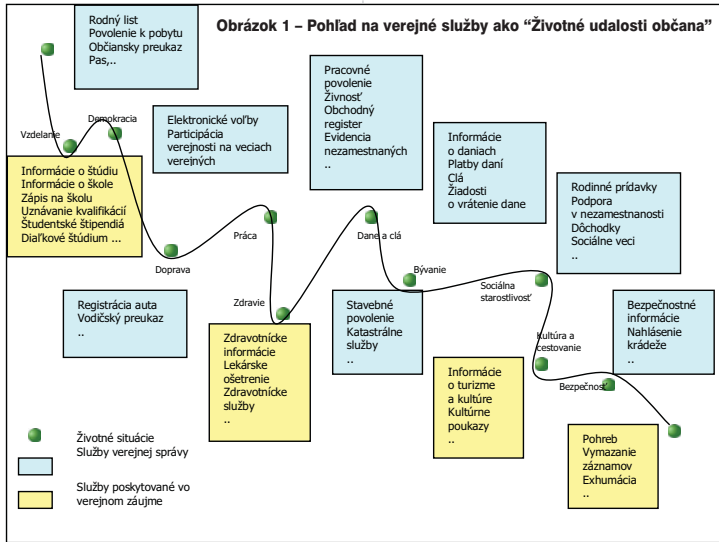 Obrázok 1 – Pohľad na verejné služby ako “Životné udalosti občana”
Rodný list
Povolenie k pobytu
Občiansky preukaz
Pas,..
Vzdelanie
Demokracia
Elektronické voľby
Participácia
verejnosti na veciach
verejných
Pracovné
povolenie
Živnosť
Obchodný
register
Evidencia
nezamestnaných
..
Informácie
o daniach
Platby daní
Clá
Žiadosti
o vrátenie dane
Informácie o štúdiu
Informácie o škole
Zápis na školu
Uznávanie kvalifikácií
Študentské štipendiá
Diaľkové štúdium ...
Rodinné prídavky
Podpora
v nezamestnanosti
Dôchodky
Sociálne veci
..
Doprava
Práca
Dane a clá
Bývanie
Zdravie
Sociálna
starostlivosť
Registrácia auta
Vodičský preukaz
..
Stavebné
povolenie
Katastrálne
služby
..
Bezpečnostné
informácie
Nahlásenie
krádeže
..
Zdravotnícke
informácie
Lekárske
ošetrenie
Zdravotnícke
služby
..
Kultúra a
cestovanie
Informácie
o turizme
a kultúre
Kultúrne
poukazy
..
Bezpečnosť
Pohreb
Vymazanie
záznamov
Exhumácia
..
Životné situácie
Služby verejnej správy
Služby poskytované vo
verejnom záujme